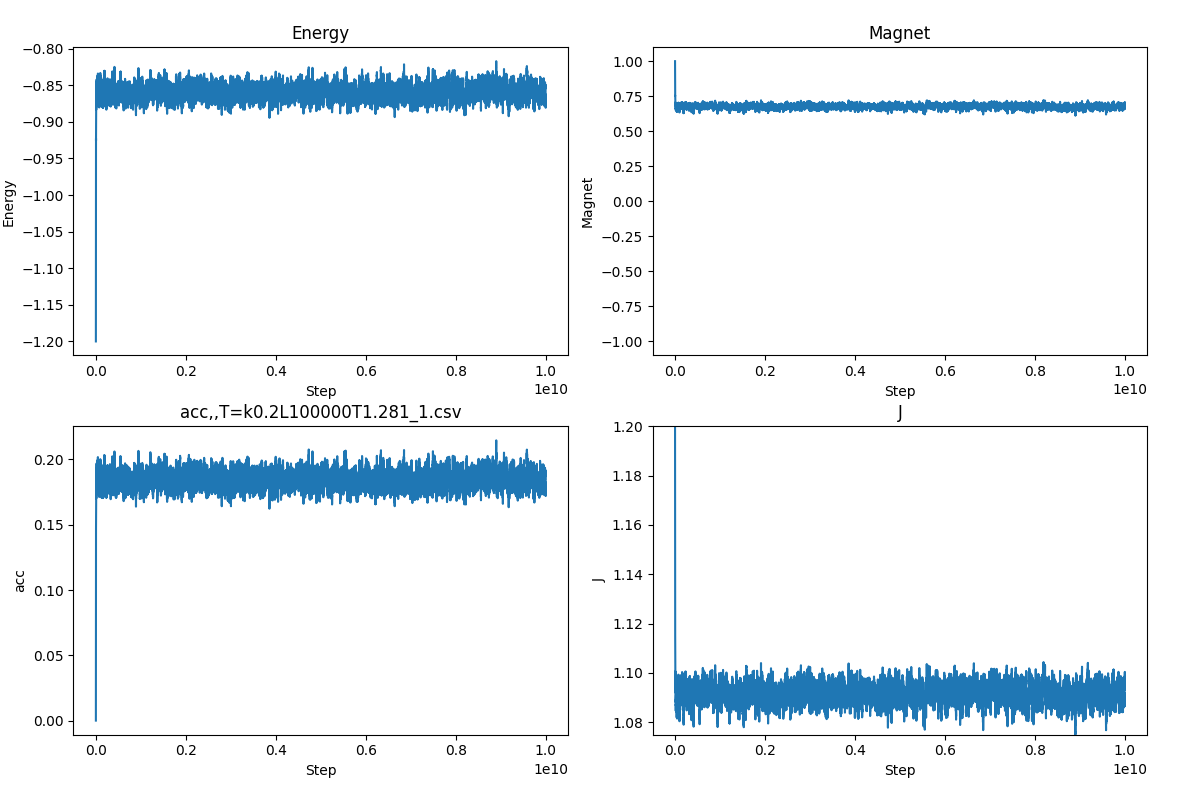 Energy
−0.80
−0.85
−0.90
−0.95
−1.00
−1.05
−1.10
−1.15
−1.20
Energy
0.0 0.2 0.4 0.6 0.8 1.0
Step 1e10
Magnet
1.00
0.75
0.50
0.25
0.00
−0.25
−0.50
−0.75
−1.00
Magnet
0.0 0.2 0.4 0.6 0.8 1.0
Step 1e10
acc,,T=k0.2L100000T1.281_1.csv
0.20
0.15
0.10
0.05
0.00
acc
0.0 0.2 0.4 0.6 0.8 1.0
Step 1e10
J
1.20
1.18
1.16
1.14
1.12
1.10
1.08
J
0.0 0.2 0.4 0.6 0.8 1.0
Step 1e10